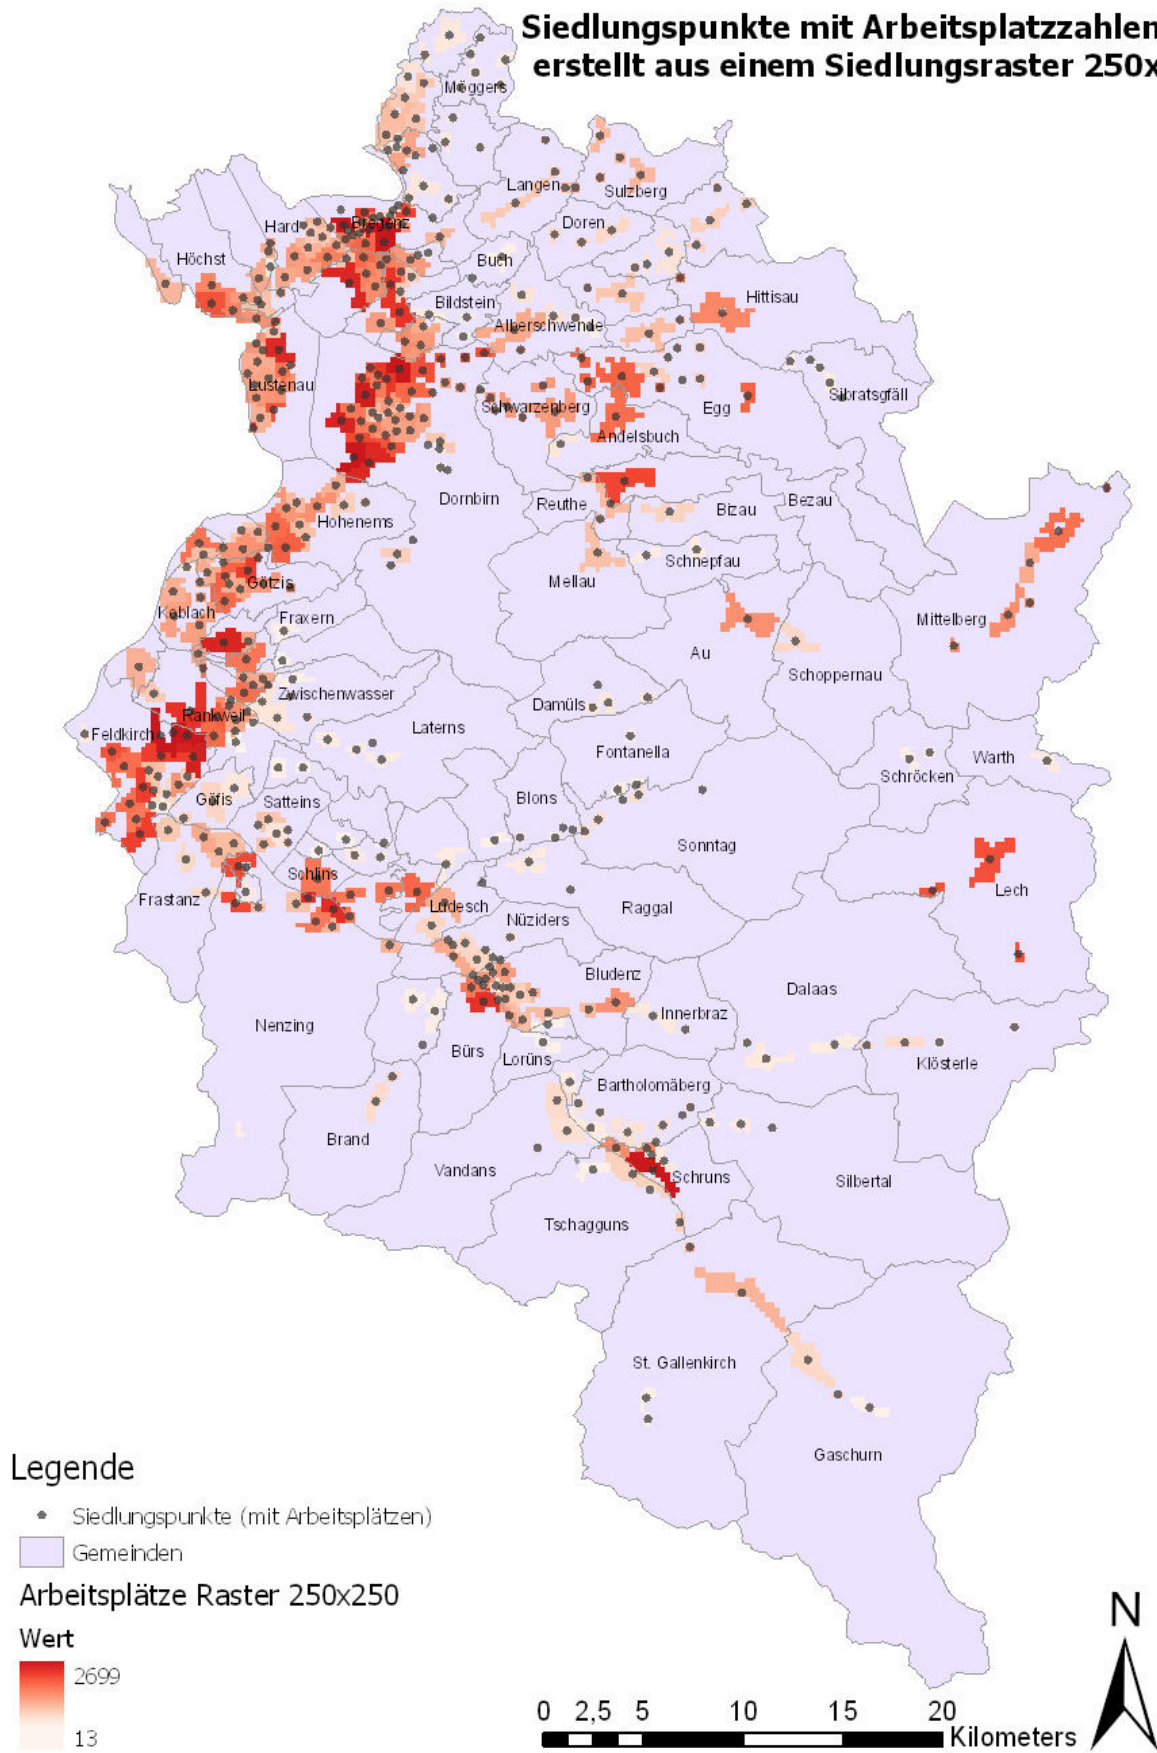 Siedlungspunkte mit Arbeitsplatzzahlen
erstellt aus einem Siedlungsraster 250x
Möggers
Langen
Sulzberg
Hard
Bregenz
Doren
Höchst
Buch
Bildstein
Hittisau
Alberschwende
Lustenau
Sibratsgfäll
Schwarzenberg
Egg
Andelsbuch
Dornbirn
Reuthe
Bizau
Bezau
Hohenems
Schnepfau
Mellau
Götzis
Koblach
Fraxern
Mittelberg
Au
Schoppernau
Zwischenwasser
Damüls
Rankweil
Laterns
Feldkirch
Fontanella
Warth
Schröcken
Göfis
Satteins
Blons
Sonntag
Schlins
Lech
Frastanz
Ludesch
Raggal
Nüziders
Bludenz
Dalaas
Innerbraz
Nenzing
Bürs
Lorüns
Klösterle
Bartholomäberg
Brand
Vandans
Schruns
Silbertal
Tschagguns
St. Gallenkirch
Gaschurn
Legende
Siedlungspunkte (mit Arbeitsplätzen)
Gemeinden
Arbeitsplätze Raster 250x250
Wert
2699
13
N
0 2,5 5 10 15 20
Kilometers